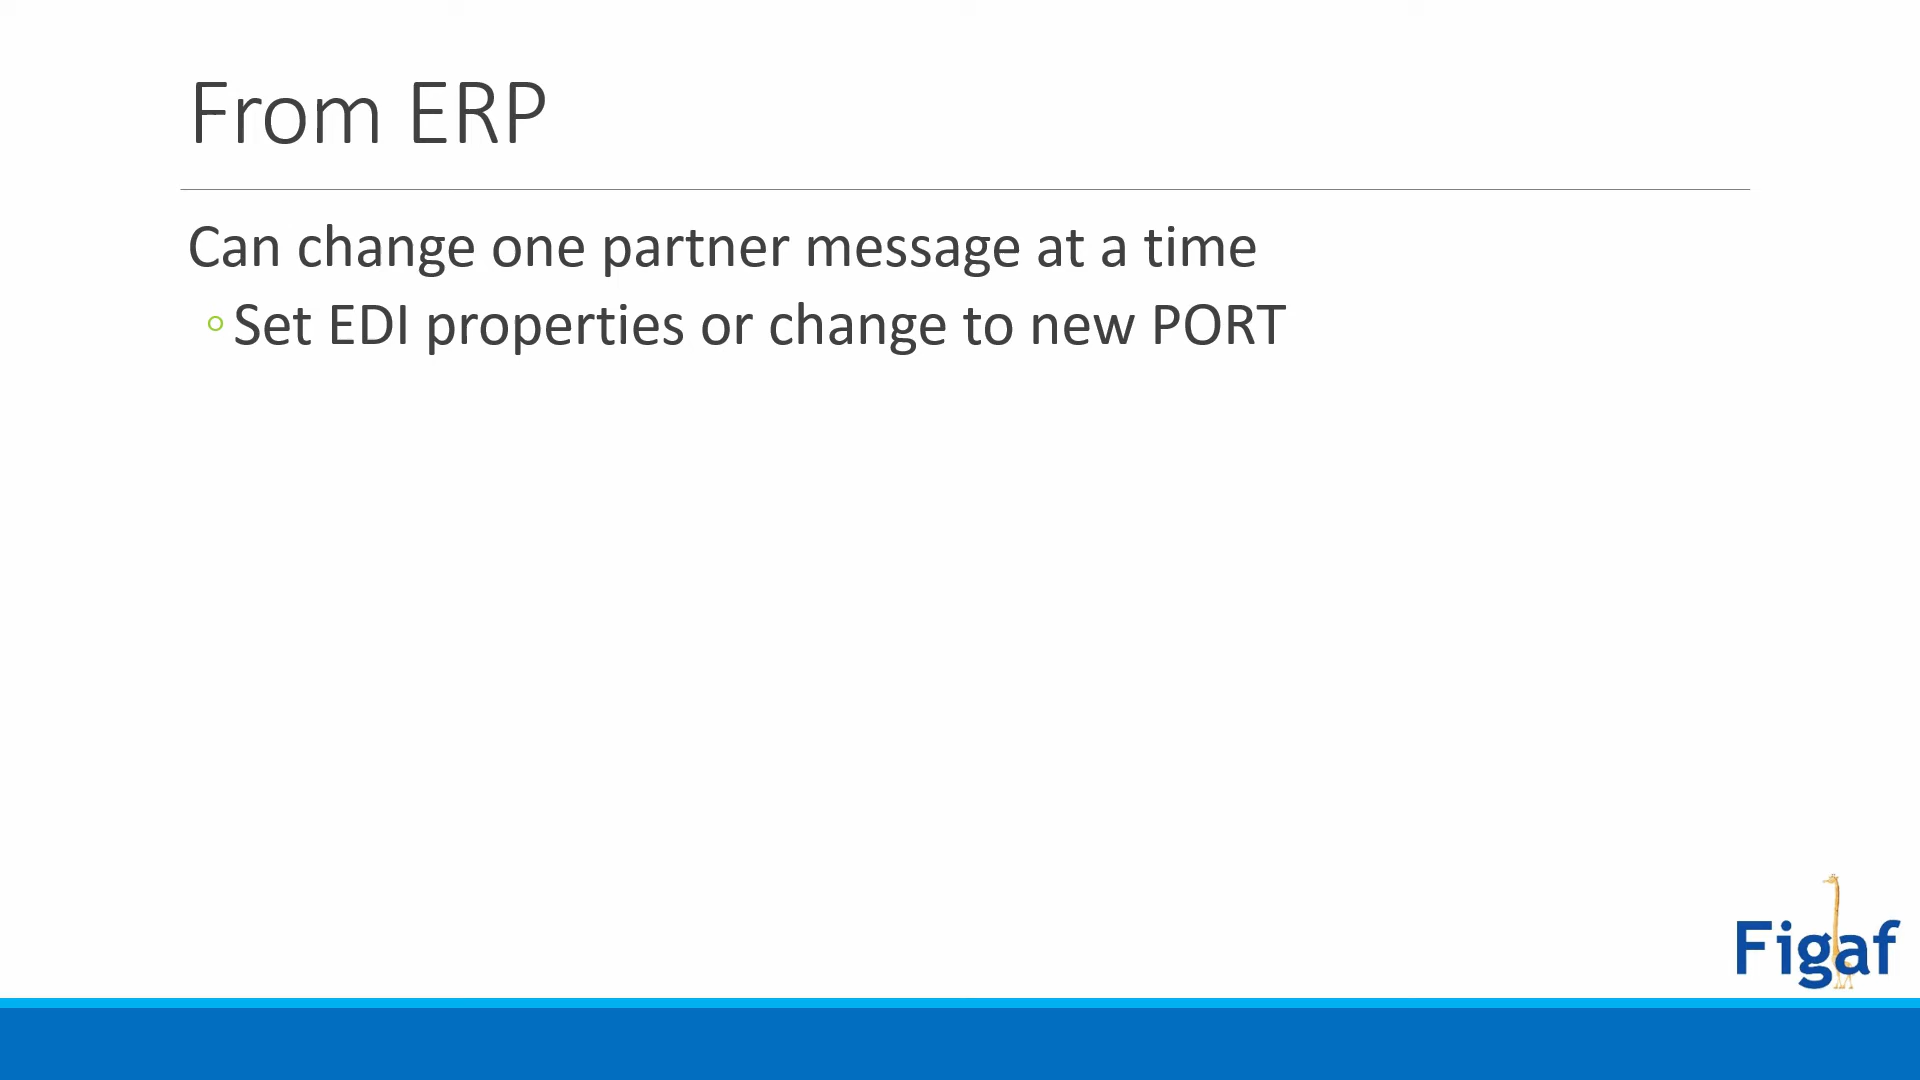 From ERP
Can change one partner message at a time
◦ Set EDI properties or change to new PORT
Figaf